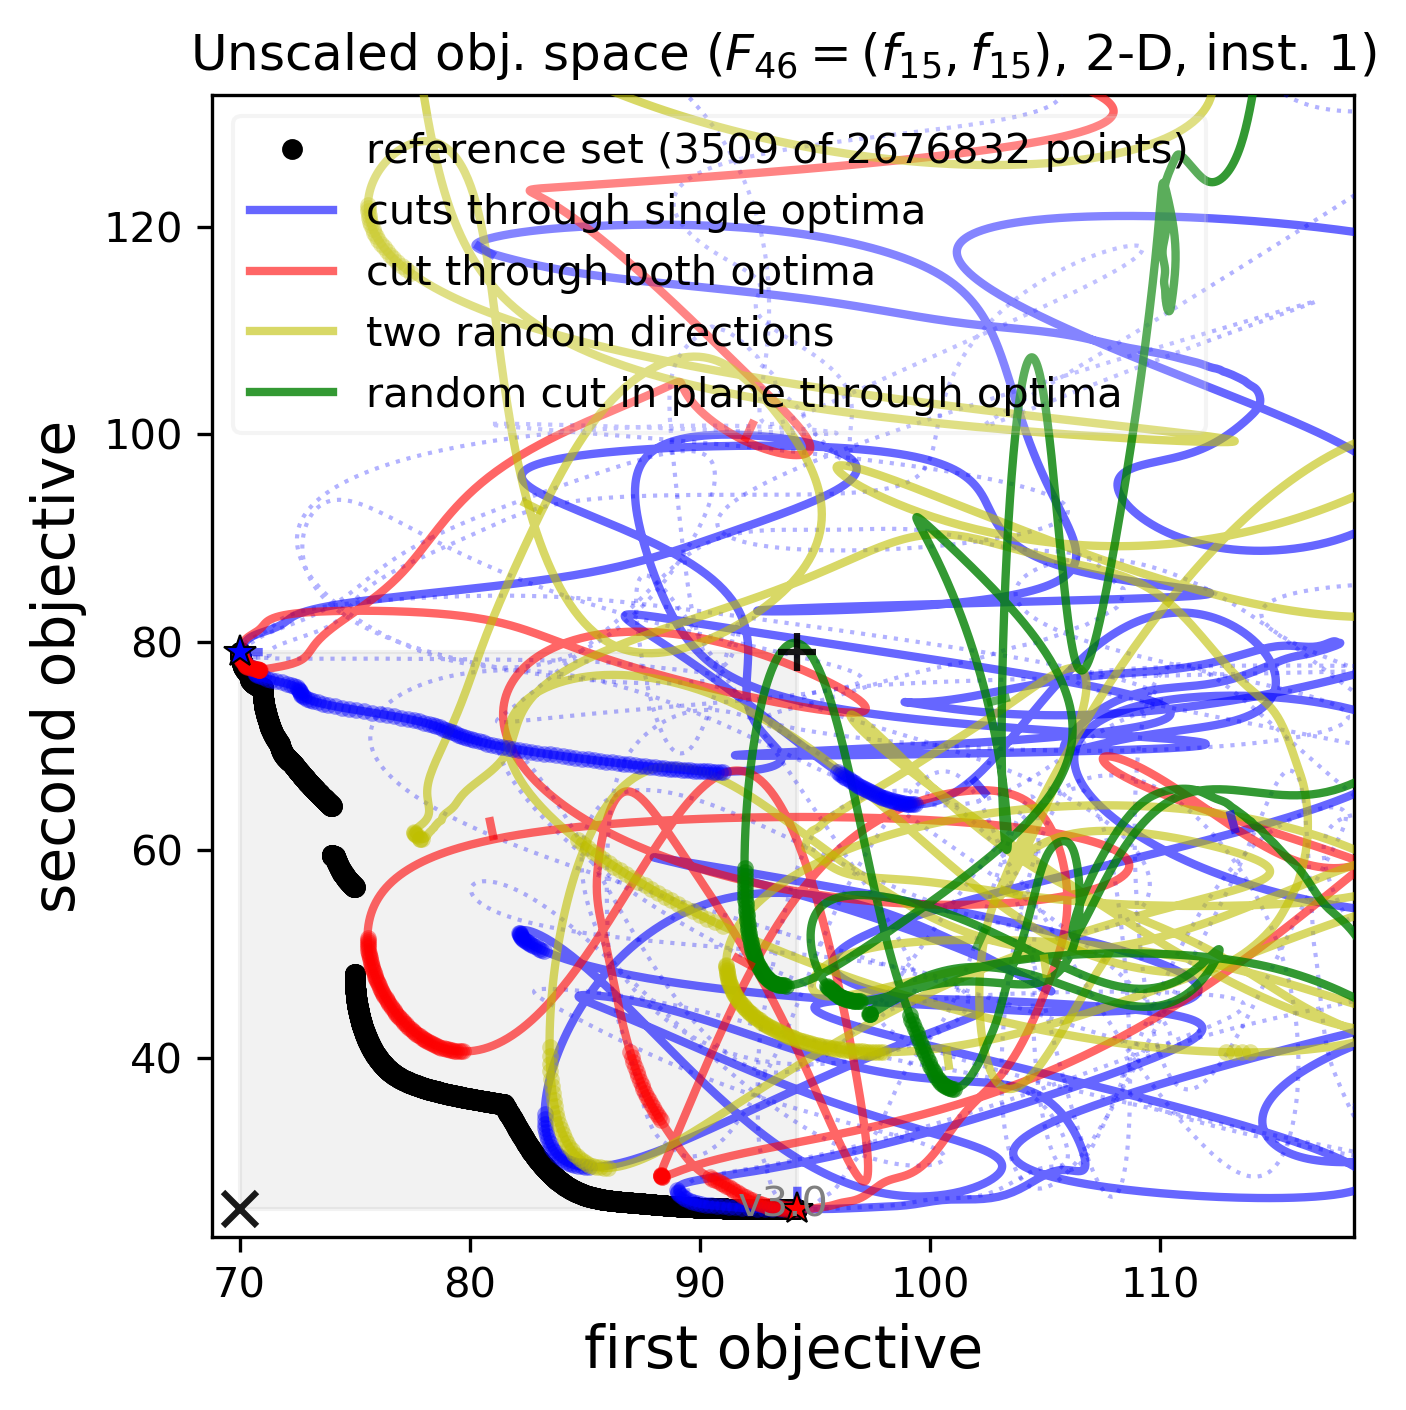 Unscaled obj. space (F₄₆ = (f₁₅, f₁₅), 2-D, inst. 1)
reference set (3509 of 2676832 points)
cuts through single optima
cut through both optima
two random directions
random cut in plane through optima
second objective
120
100
80
60
40
v3.0
70 80 90 100 110
first objective